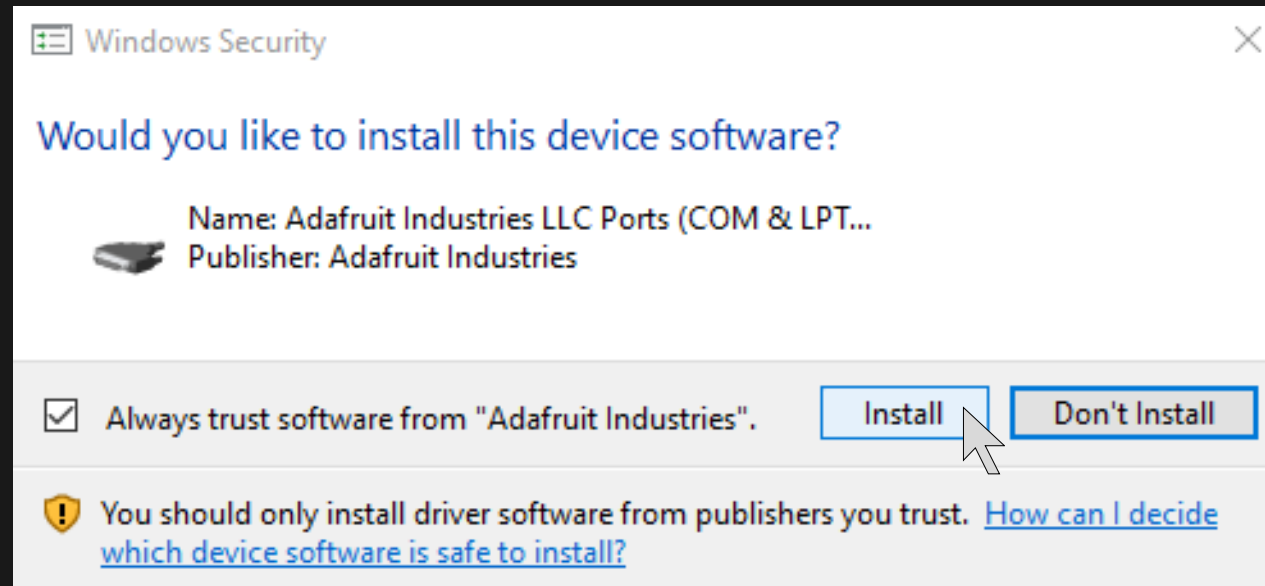 Windows Security
Would you like to install this device software?
Name: Adafruit Industries LLC Ports (COM & LPT...
Publisher: Adafruit Industries
Always trust software from "Adafruit Industries".
Install
Don't Install
You should only install driver software from publishers you trust. How can I decide
which device software is safe to install?